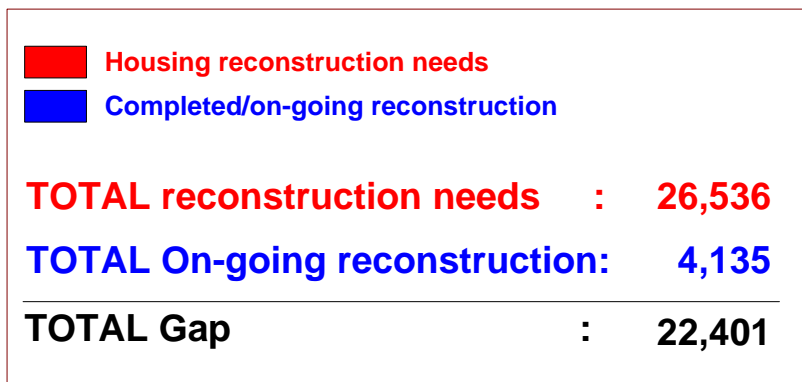 Housing reconstruction needs
Completed/on-going reconstruction
TOTAL reconstruction needs : 26,536
TOTAL On-going reconstruction: 4,135
TOTAL Gap : 22,401